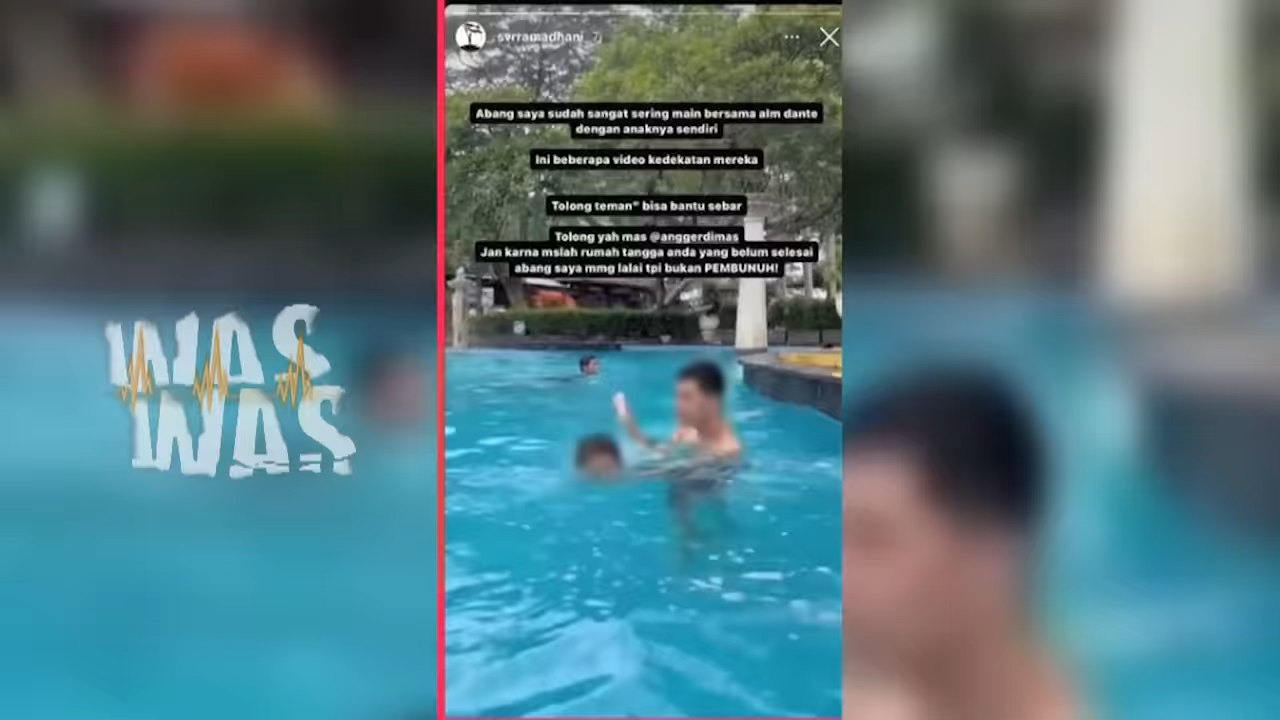 WAS
WAS
Abang saya sudah sangat sering main bersama alm dante
dengan anaknya sendiri
Ini beberapa video kedekatan mereka
Tolong teman" bisa bantu sebar
Tolong yah mas @anggerdimas
Jan karna mslah rumah tangga anda yang belum selesai
abang saya mmg lalai tpi bukan PEMBUNUH!